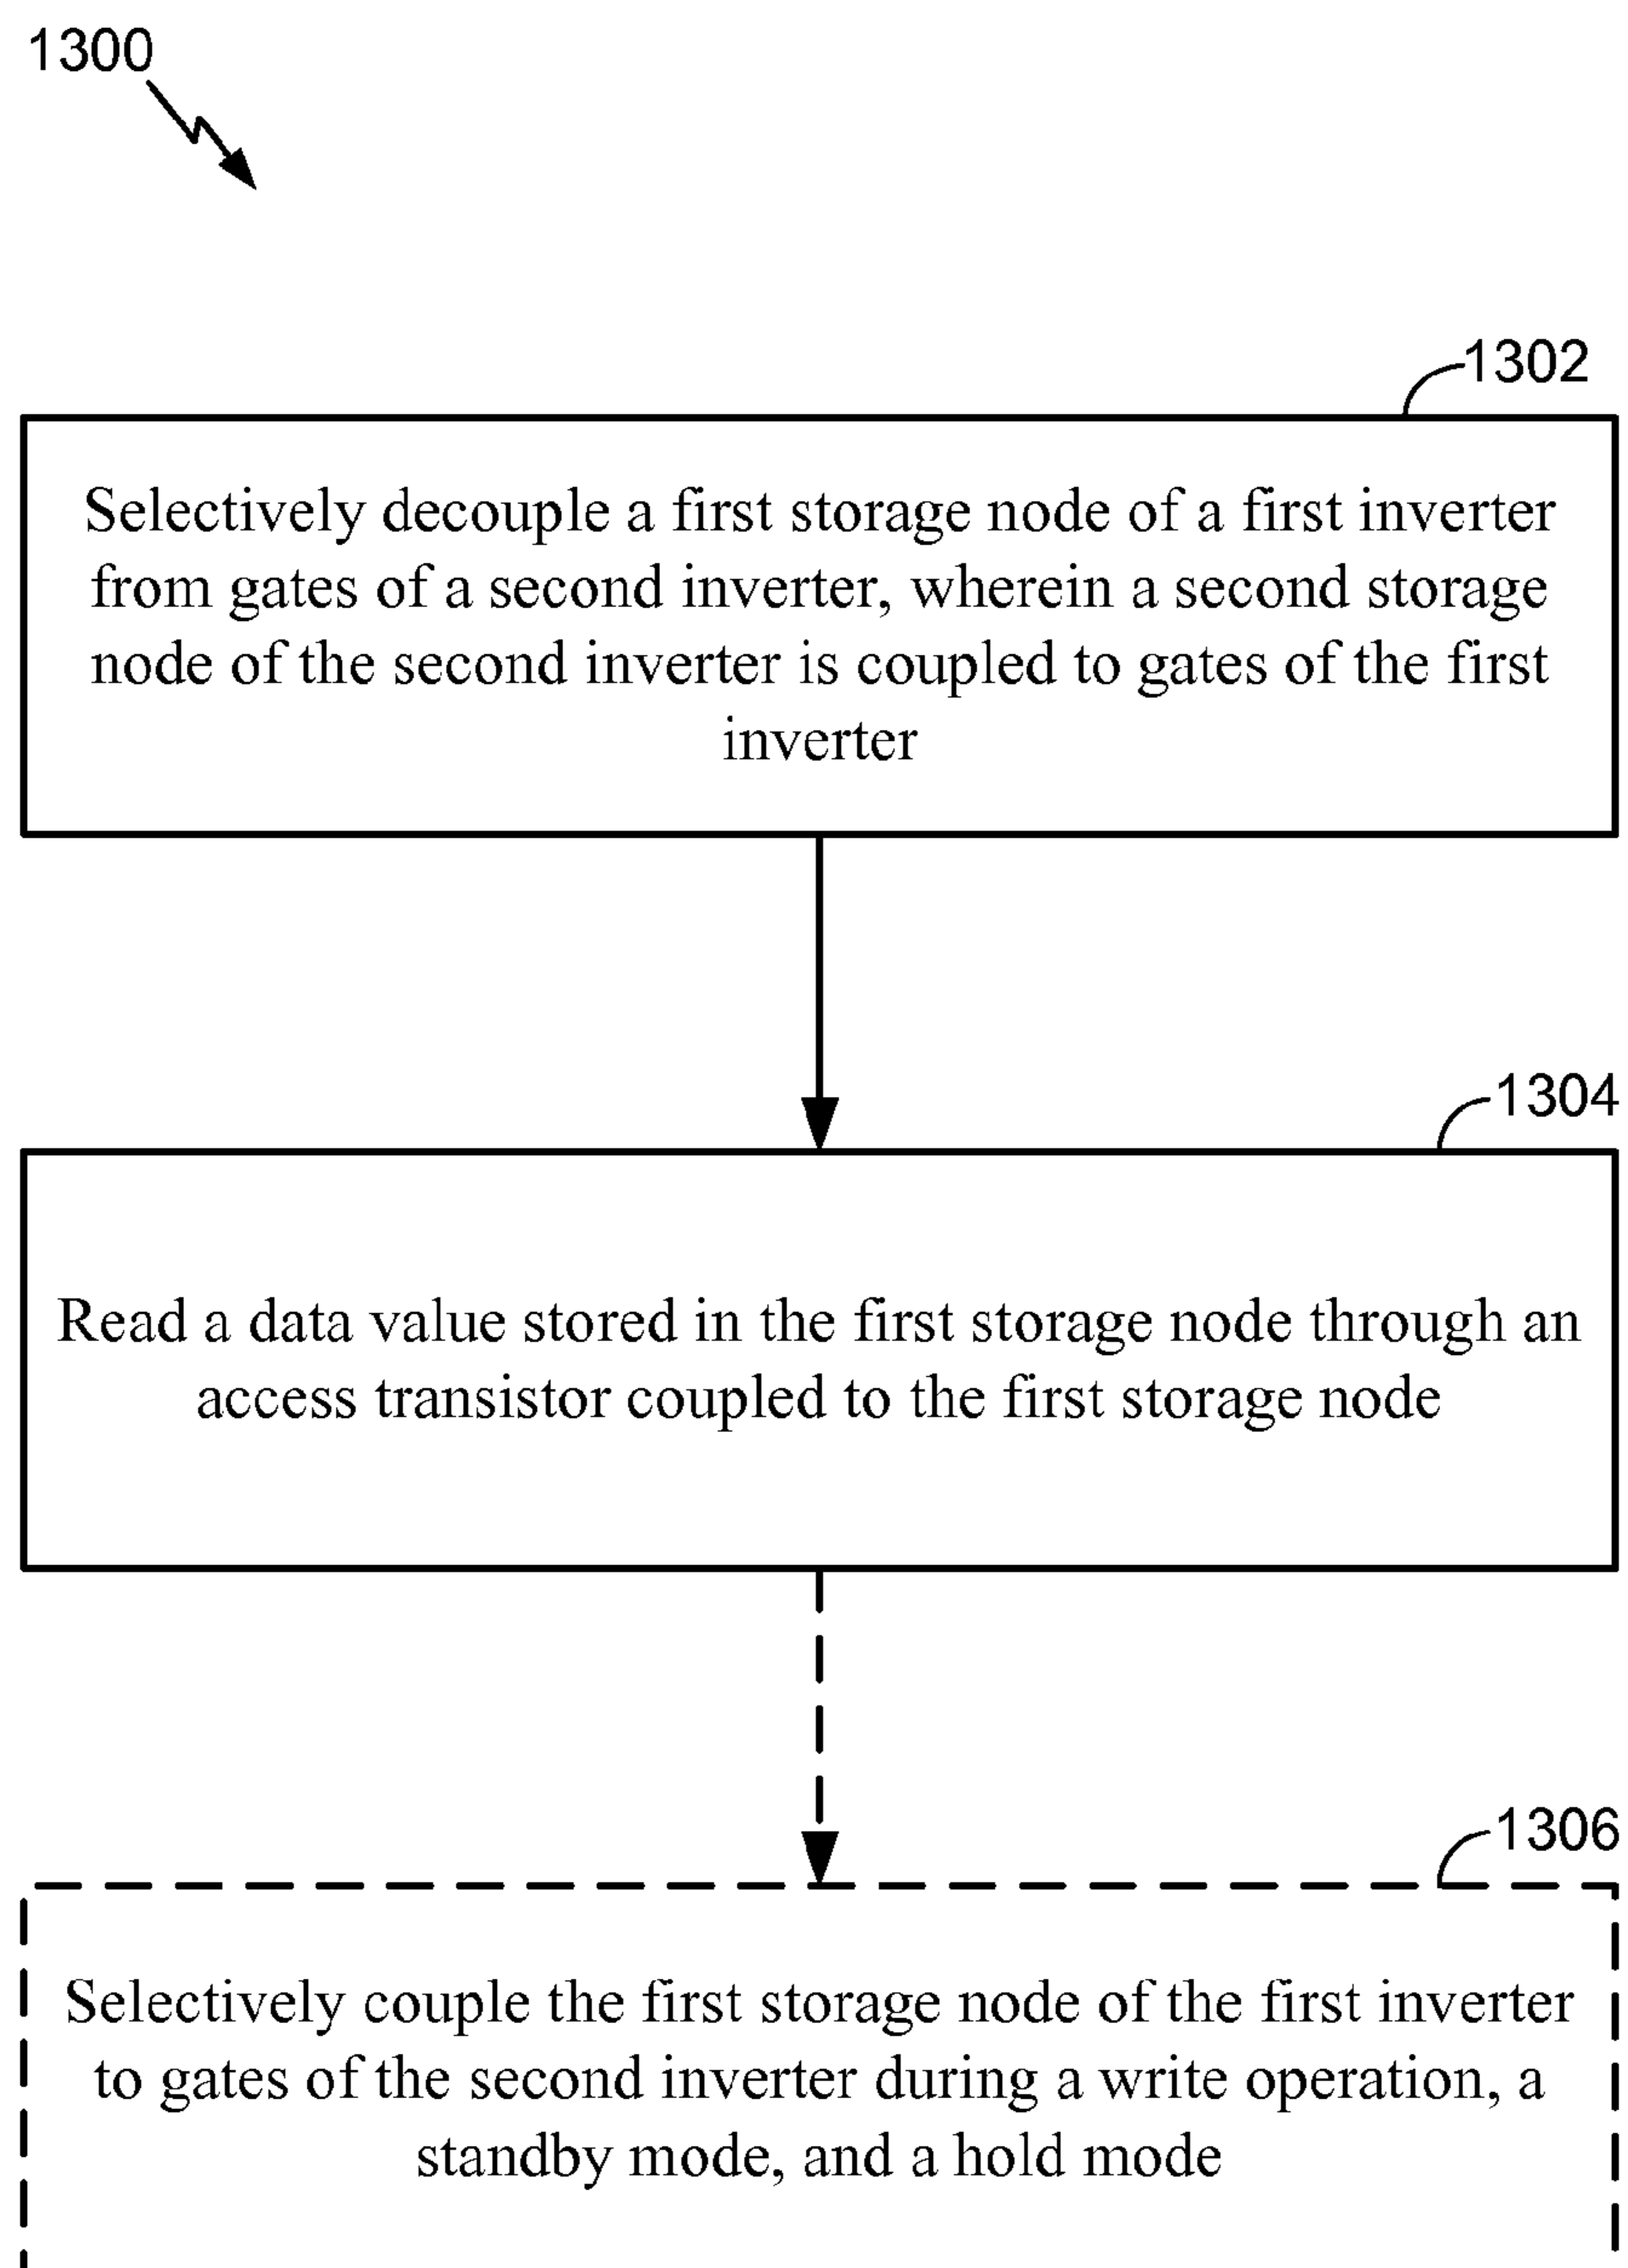 1300
1302
Selectively decouple a first storage node of a first inverter
from gates of a second inverter, wherein a second storage
node of the second inverter is coupled to gates of the first
inverter
1304
Read a data value stored in the first storage node through an
access transistor coupled to the first storage node
1306
Selectively couple the first storage node of the first inverter
to gates of the second inverter during a write operation, a
standby mode, and a hold mode